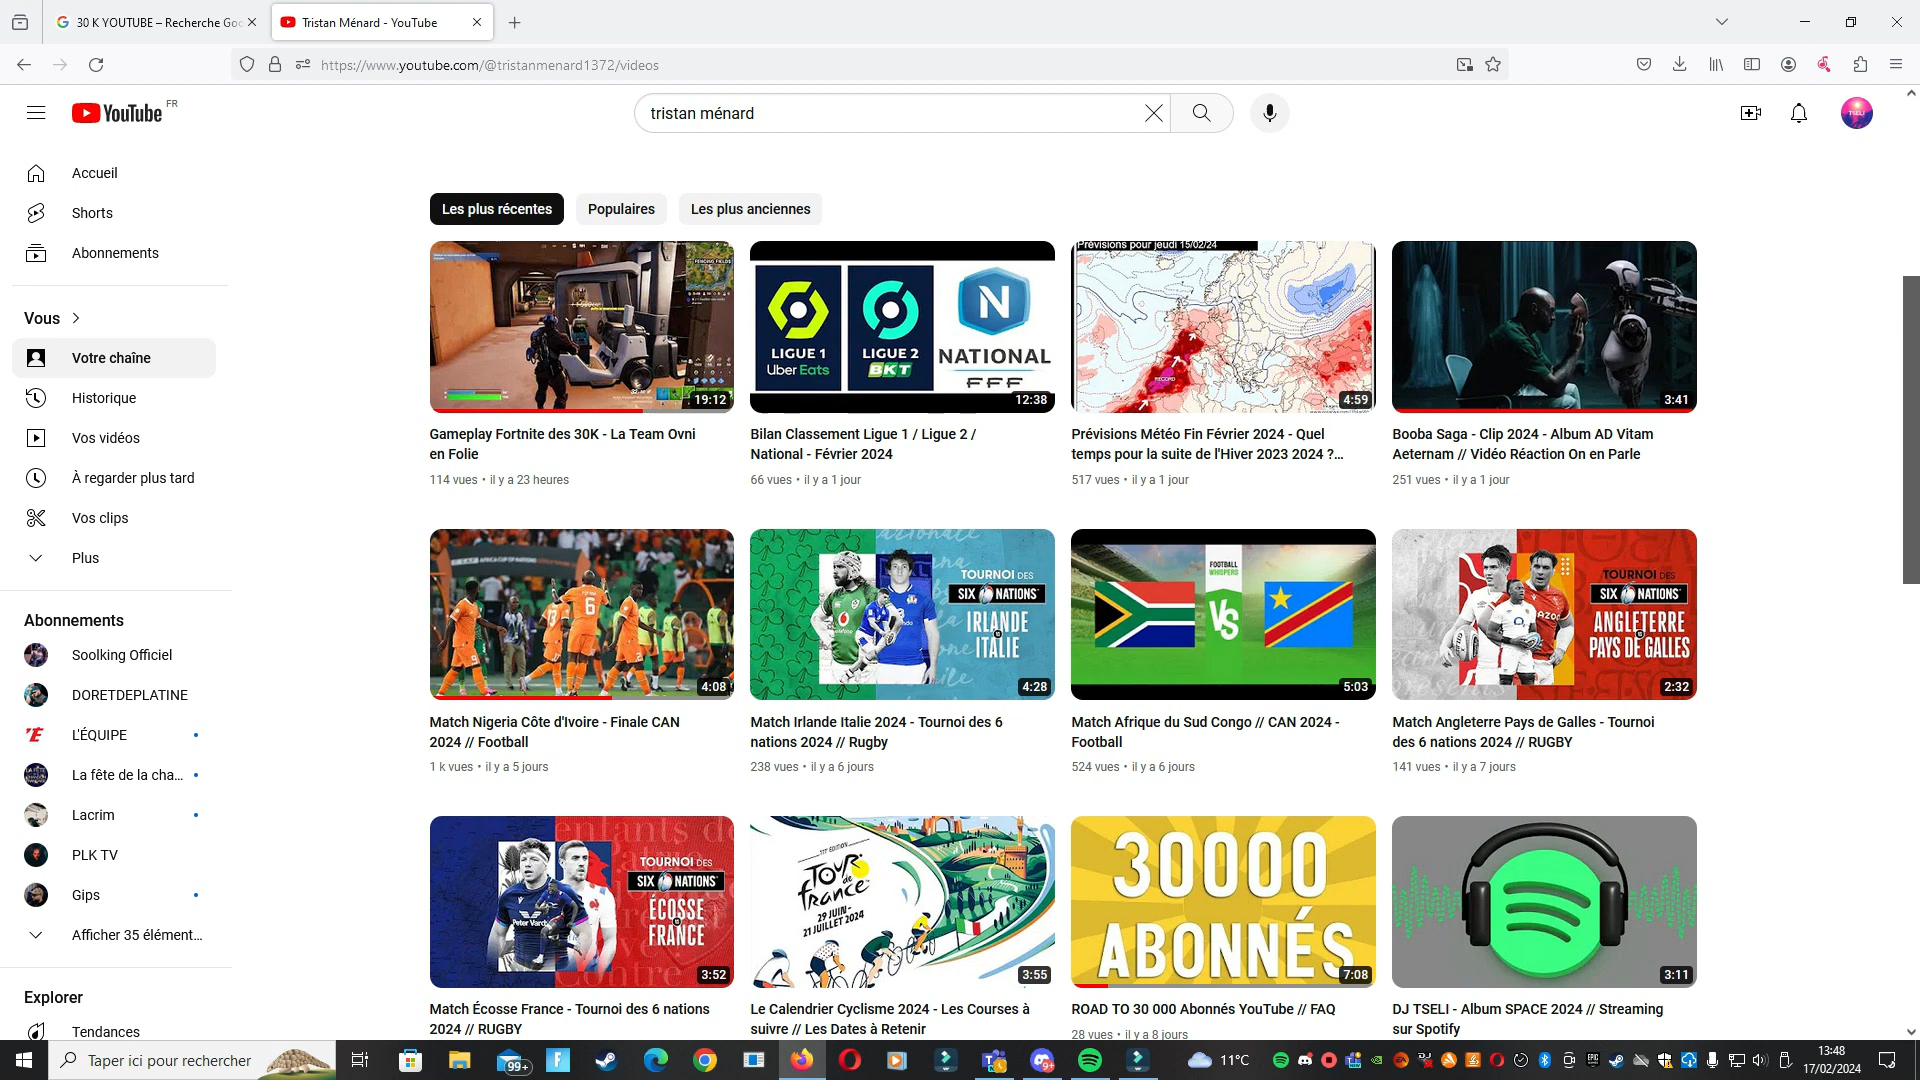 30 K YOUTUBE – Recherche Goo
Tristan Ménard - YouTube
https://www.youtube.com/@tristanmenard1372/videos
YouTube FR
tristan ménard
TSELI
Accueil
Shorts
Abonnements
Vous
Votre chaîne
Historique
Vos vidéos
À regarder plus tard
Vos clips
Plus
Abonnements
Soolking Officiel
DORETDEPLATINE
L'ÉQUIPE
La fête de la cha...
Lacrim
PLK TV
Gips
Afficher 35 élément...
Explorer
Tendances
Les plus récentes
Populaires
Les plus anciennes
FENCING FIELDS
19:12
Gameplay Fortnite des 30K - La Team Ovni
en Folie
114 vues • il y a 23 heures
LIGUE 1
Uber Eats
LIGUE 2
BKT
N
NATIONAL
FFF
12:38
Bilan Classement Ligue 1 / Ligue 2 /
National - Février 2024
66 vues • il y a 1 jour
Prévisions pour jeudi 15/02/24
RECORD
4:59
Prévisions Météo Fin Février 2024 - Quel
temps pour la suite de l'Hiver 2023 2024 ?...
517 vues • il y a 1 jour
3:41
Booba Saga - Clip 2024 - Album AD Vitam
Aeternam // Vidéo Réaction On en Parle
251 vues • il y a 1 jour
6
4:08
Match Nigeria Côte d'Ivoire - Finale CAN
2024 // Football
1 k vues • il y a 5 jours
TOURNOI DES
SIX NATIONS
IRLANDE
ITALIE
4:28
Match Irlande Italie 2024 - Tournoi des 6
nations 2024 // Rugby
238 vues • il y a 6 jours
FOOTBALL
WHISPERS
VS
5:03
Match Afrique du Sud Congo // CAN 2024 -
Football
524 vues • il y a 6 jours
TOURNOI DES
SIX NATIONS
ANGLETERRE
PAYS DE GALLES
2:32
Match Angleterre Pays de Galles - Tournoi
des 6 nations 2024 // RUGBY
141 vues • il y a 7 jours
enfants de
TOURNOI DES
SIX NATIONS
ÉCOSSE
FRANCE
3:52
Match Écosse France - Tournoi des 6 nations
2024 // RUGBY
111e ÉDITION
TOUR de france
29 JUIN-
21 JUILLET 2024
3:55
Le Calendrier Cyclisme 2024 - Les Courses à
suivre // Les Dates à Retenir
30000
ABONNÉS
7:08
ROAD TO 30 000 Abonnés YouTube // FAQ
28 vues • il y a 8 jours
3:11
DJ TSELI - Album SPACE 2024 // Streaming
sur Spotify
Taper ici pour rechercher
99+
9+
11°C
13:48
17/02/2024